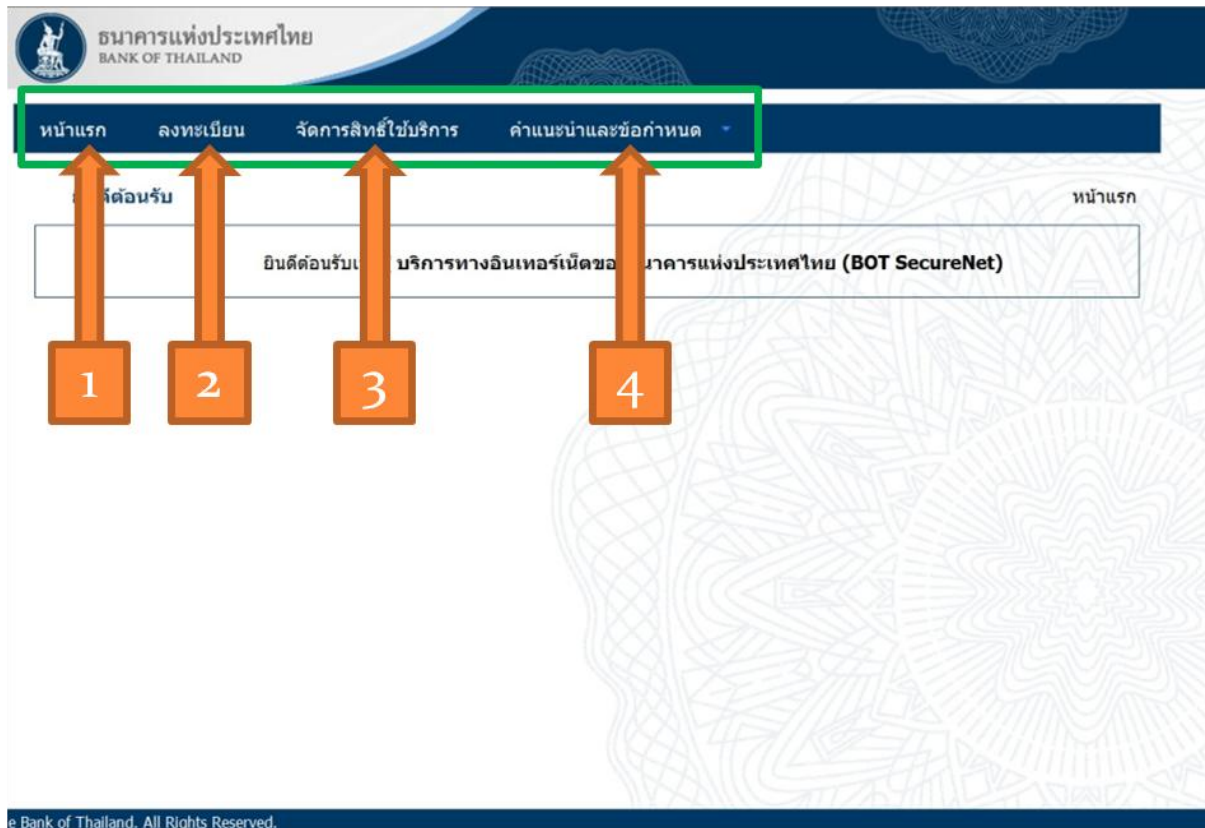 ธนาคารแห่งประเทศไทย
BANK OF THAILAND
หน้าแรก ลงทะเบียน จัดการสิทธิ์ใช้บริการ คำแนะนำและข้อกำหนด
ต้อนรับ หน้าแรก
ยินดีต้อนรับ บริการทางอินเทอร์เน็ตของธนาคารแห่งประเทศไทย (BOT SecureNet)
1 2 3 4
e Bank of Thailand. All Rights Reserved.